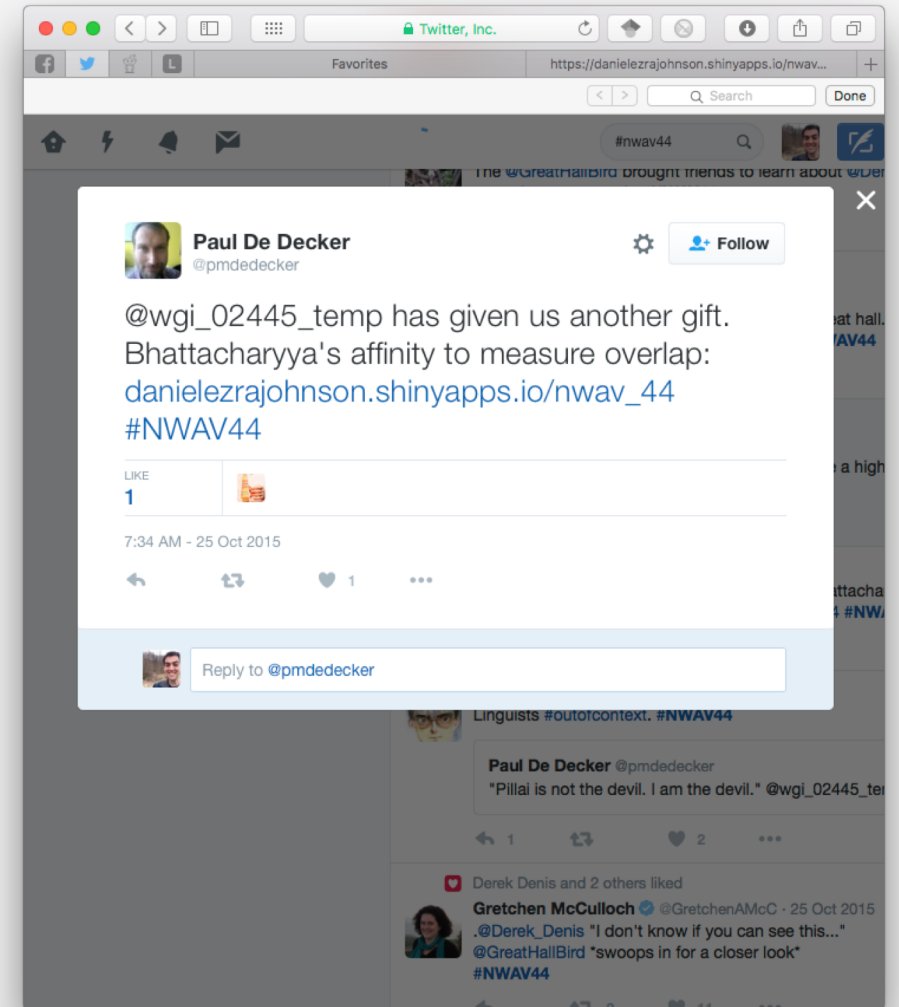 Twitter, Inc.
L
Favorites
https://danielezrajohnson.shinyapps.io/nwav...
Search
Done
#nwav44
The @GreatHallBird brought friends to learn about @Der
Paul De Decker
@pmdedecker
Follow
@wgi_02445_temp has given us another gift.
Bhattacharyya's affinity to measure overlap:
danielezrajohnson.shinyapps.io/nwav_44
#NWAV44
LIKE
1
7:34 AM - 25 Oct 2015
1
Reply to @pmdedecker
eat hall.
/AV44
a high
attacha
4 #NWA
Linguists #outofcontext. #NWAV44
Paul De Decker @pmdedecker
"Pillai is not the devil. I am the devil." @wgi_02445_te
1
2
Derek Denis and 2 others liked
Gretchen McCulloch @GretchenAMcC · 25 Oct 2015
.@Derek_Denis "I don't know if you can see this..."
@GreatHallBird *swoops in for a closer look*
#NWAV44